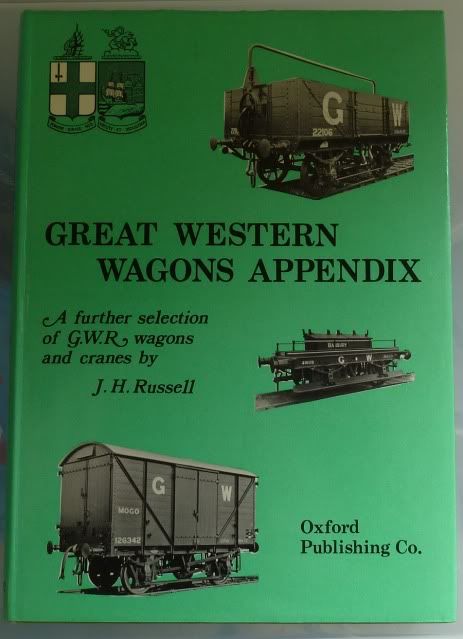 G W
22106
GREAT WESTERN
WAGONS APPENDIX
A further selection
of G.W.R. wagons
and cranes by
J. H. Russell
G W
G W
MOGO
126342
Oxford
Publishing Co.